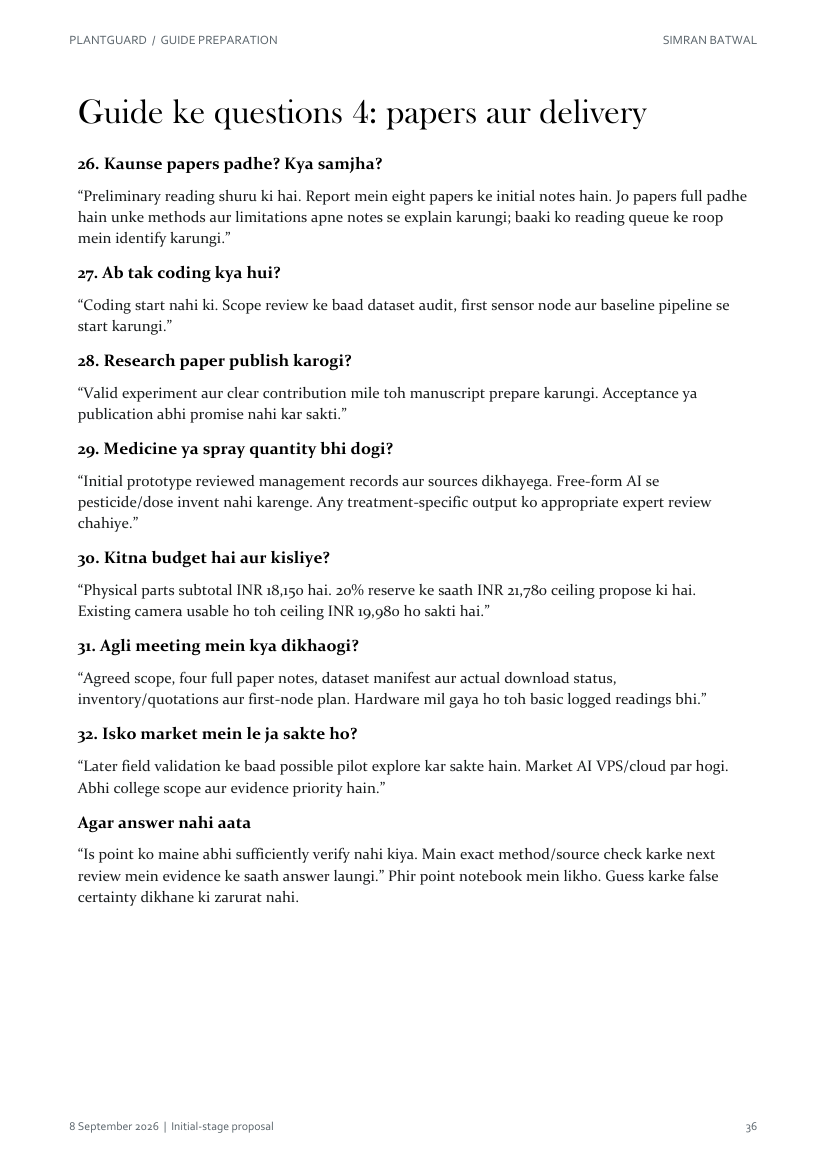 PLANTGUARD / GUIDE PREPARATION
SIMRAN BATWAL
Guide ke questions 4: papers aur delivery
26. Kaunse papers padhe? Kya samjha?
“Preliminary reading shuru ki hai. Report mein eight papers ke initial notes hain. Jo papers full padhe
hain unke methods aur limitations apne notes se explain karungi; baaki ko reading queue ke roop
mein identify karungi.”
27. Ab tak coding kya hui?
“Coding start nahi ki. Scope review ke baad dataset audit, first sensor node aur baseline pipeline se
start karungi.”
28. Research paper publish karogi?
“Valid experiment aur clear contribution mile toh manuscript prepare karungi. Acceptance ya
publication abhi promise nahi kar sakti.”
29. Medicine ya spray quantity bhi dogi?
“Initial prototype reviewed management records aur sources dikhayega. Free-form AI se
pesticide/dose invent nahi karenge. Any treatment-specific output ko appropriate expert review
chahiye.”
30. Kitna budget hai aur kisliye?
“Physical parts subtotal INR 18,150 hai. 20% reserve ke saath INR 21,780 ceiling propose ki hai.
Existing camera usable ho toh ceiling INR 19,980 ho sakti hai.”
31. Agli meeting mein kya dikhaogi?
“Agreed scope, four full paper notes, dataset manifest aur actual download status,
inventory/quotations aur first-node plan. Hardware mil gaya ho toh basic logged readings bhi.”
32. Isko market mein le ja sakte ho?
“Later field validation ke baad possible pilot explore kar sakte hain. Market AI VPS/cloud par hogi.
Abhi college scope aur evidence priority hain.”
Agar answer nahi aata
“Is point ko maine abhi sufficiently verify nahi kiya. Main exact method/source check karke next
review mein evidence ke saath answer laungi.” Phir point notebook mein likho. Guess karke false
certainty dikhane ki zarurat nahi.
8 September 2026 | Initial-stage proposal
36